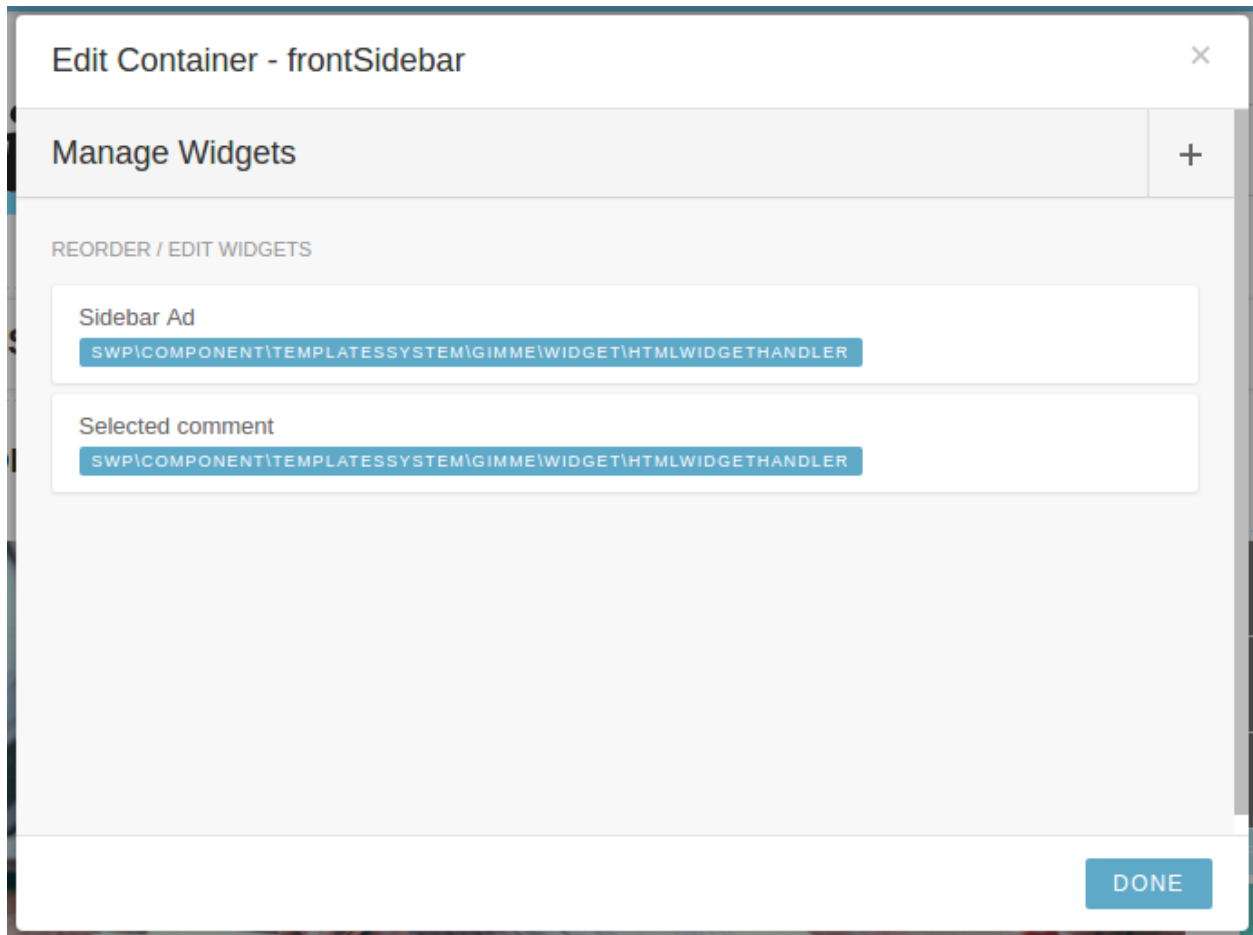 Edit Container - frontSidebar
×
Manage Widgets
+
REORDER / EDIT WIDGETS
Sidebar Ad
SWP\COMPONENT\TEMPLATESSYSTEM\GIMME\WIDGET\HTMLWIDGETHANDLER
Selected comment
SWP\COMPONENT\TEMPLATESSYSTEM\GIMME\WIDGET\HTMLWIDGETHANDLER
DONE